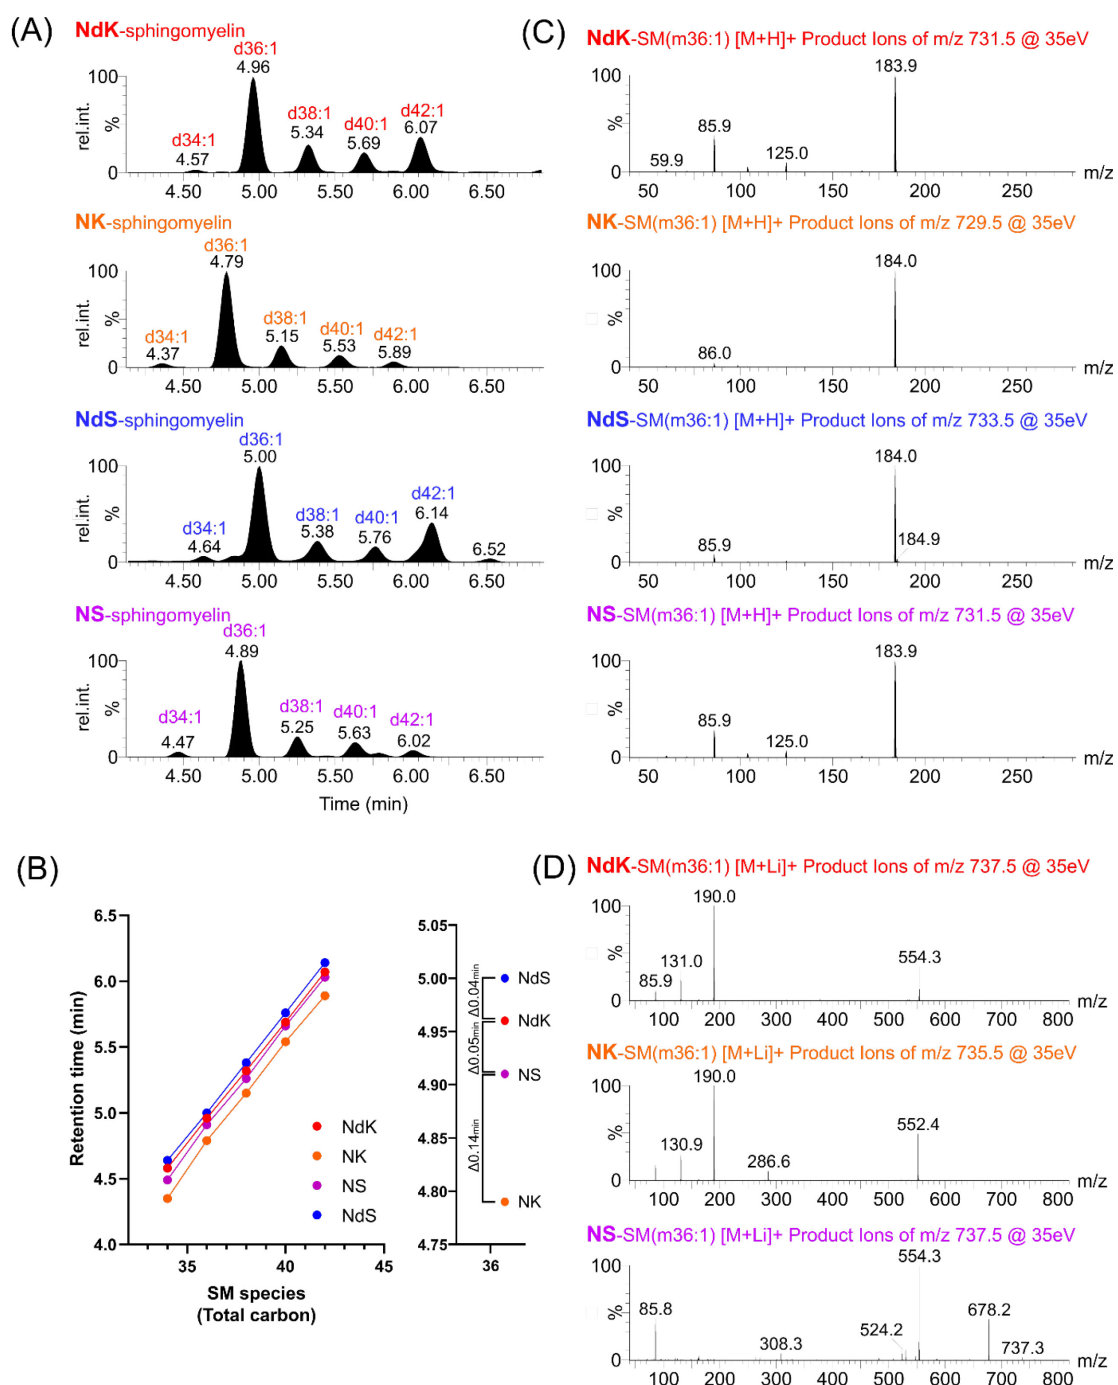 (A)
NdK-sphingomyelin
d36:1
4.96
100
rel.int.
%
0
d34:1
4.57
d38:1
5.34
d40:1
5.69
d42:1
6.07
4.50 5.00 5.50 6.00 6.50
NK-sphingomyelin
d36:1
4.79
100
rel.int.
%
0
d34:1
4.37
d38:1
5.15
d40:1
5.53
d42:1
5.89
4.50 5.00 5.50 6.00 6.50
NdS-sphingomyelin
d36:1
5.00
100
rel.int.
%
0
d34:1
4.64
d38:1
5.38
d40:1
5.76
d42:1
6.14
6.52
4.50 5.00 5.50 6.00 6.50
NS-sphingomyelin
d36:1
4.89
100
rel.int.
%
0
d34:1
4.47
d38:1
5.25
d40:1
5.63
d42:1
6.02
4.50 5.00 5.50 6.00 6.50
Time (min)
(C)
NdK-SM(m36:1) [M+H]+ Product Ions of m/z 731.5 @ 35eV
100
%
0
59.9
85.9
125.0
183.9
50 100 150 200 250 m/z
NK-SM(m36:1) [M+H]+ Product Ions of m/z 729.5 @ 35eV
100
%
0
86.0
184.0
50 100 150 200 250 m/z
NdS-SM(m36:1) [M+H]+ Product Ions of m/z 733.5 @ 35eV
100
%
0
85.9
184.0
184.9
50 100 150 200 250 m/z
NS-SM(m36:1) [M+H]+ Product Ions of m/z 731.5 @ 35eV
100
%
0
85.9
125.0
183.9
50 100 150 200 250 m/z
(B)
Retention time (min)
6.5
6.0
5.5
5.0
4.5
4.0
35 40 45
SM species
(Total carbon)
NdK
NK
NS
NdS
5.05
5.00
4.95
4.90
4.85
4.80
4.75
36
Δ0.04min
Δ0.05min
Δ0.14min
NdS
NdK
NS
NK
(D)
NdK-SM(m36:1) [M+Li]+ Product Ions of m/z 737.5 @ 35eV
100
%
0
85.9
131.0
190.0
554.3
100 200 300 400 500 600 700 800 m/z
NK-SM(m36:1) [M+Li]+ Product Ions of m/z 735.5 @ 35eV
100
%
0
130.9
190.0
286.6
552.4
100 200 300 400 500 600 700 800 m/z
NS-SM(m36:1) [M+Li]+ Product Ions of m/z 737.5 @ 35eV
100
%
0
85.8
308.3
524.2
554.3
678.2
737.3
100 200 300 400 500 600 700 800 m/z